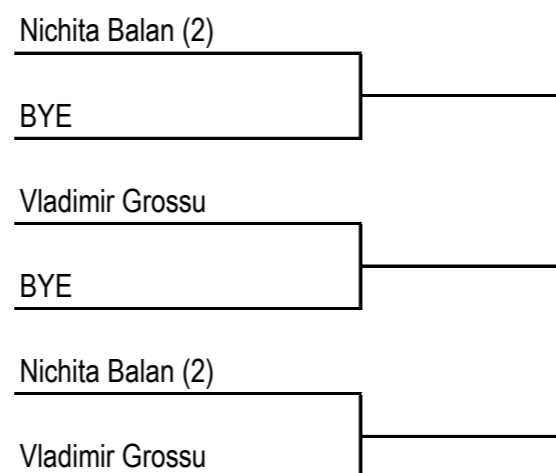 Nichita Balan (2)
BYE
Vladimir Grossu
BYE
Nichita Balan (2)
Vladimir Grossu